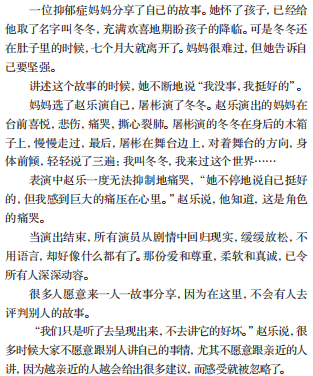 一位抑郁症妈妈分享了自己的故事。她怀了孩子，已经给
他取了名字叫冬冬，充满欢喜地期盼孩子的降临。可是冬冬还
在肚子里的时候，七个月大就离开了。妈妈很难过，但她告诉自
己要坚强。
讲述这个故事的时候，她不断地说“我没事，我挺好的”。
妈妈选了赵乐演自己，屠彬演了冬冬。赵乐演出的妈妈在
台前喜悦，悲伤，痛哭，撕心裂肺。屠彬演的冬冬在身后的木箱
子上，慢慢走过，最后，屠彬在舞台边上，对着舞台的方向，身
体前倾，轻轻说了三遍：我叫冬冬，我来过这个世界……
表演中赵乐一度无法抑制地痛哭，“她不停地说自己挺好
的，但我感到巨大的痛压在心里。”赵乐说，他知道，这是角色
的痛哭。
当演出结束，所有演员从剧情中回归现实，缓缓放松，不
用语言，却好像什么都有了。那份爱和尊重，柔软和真诚，已令
所有人深深动容。
很多人愿意来一人一故事分享，因为在这里，不会有人去
评判别人的故事。
“我们只是听了去呈现出来，不去讲它的好坏。”赵乐说，很
多时候大家不愿意跟别人讲自己的事情，尤其不愿意跟亲近的人
讲，因为越亲近的人越会给出很多建议，而感受就被忽略了。